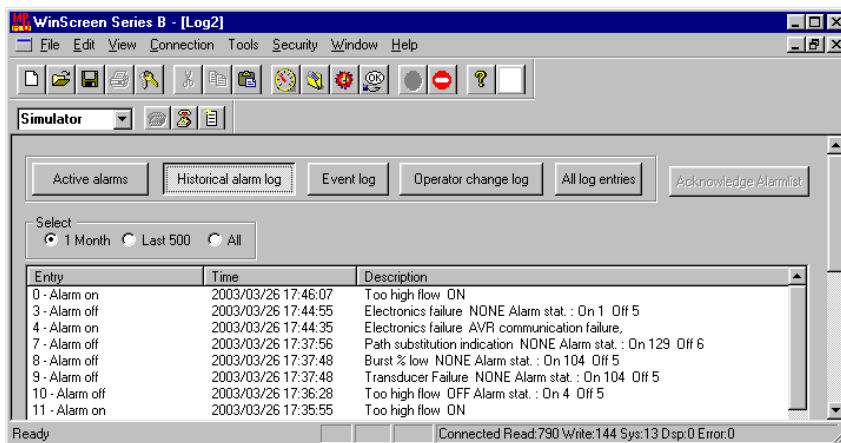 WinScreen Series B - [Log2]
File Edit View Connection Tools Security Window Help
OK
Simulator
Active alarms Historical alarm log Event log Operator change log All log entries Acknowledge Alarmlist
Select
1 Month Last 500 All
Entry Time Description
0 - Alarm on 2003/03/26 17:46:07 Too high flow ON
3 - Alarm off 2003/03/26 17:44:55 Electronics failure NONE Alarm stat. : On 1 Off 5
4 - Alarm on 2003/03/26 17:44:35 Electronics failure AVR communication failure,
7 - Alarm off 2003/03/26 17:37:56 Path substitution indication NONE Alarm stat. : On 129 Off 6
8 - Alarm off 2003/03/26 17:37:48 Burst % low NONE Alarm stat. : On 104 Off 5
9 - Alarm off 2003/03/26 17:37:48 Transducer Failure NONE Alarm stat. : On 104 Off 5
10 - Alarm off 2003/03/26 17:36:28 Too high flow OFF Alarm stat. : On 4 Off 5
11 - Alarm on 2003/03/26 17:35:55 Too high flow ON
Ready Connected Read:790 Write:144 Sys:13 Dsp:0 Error:0